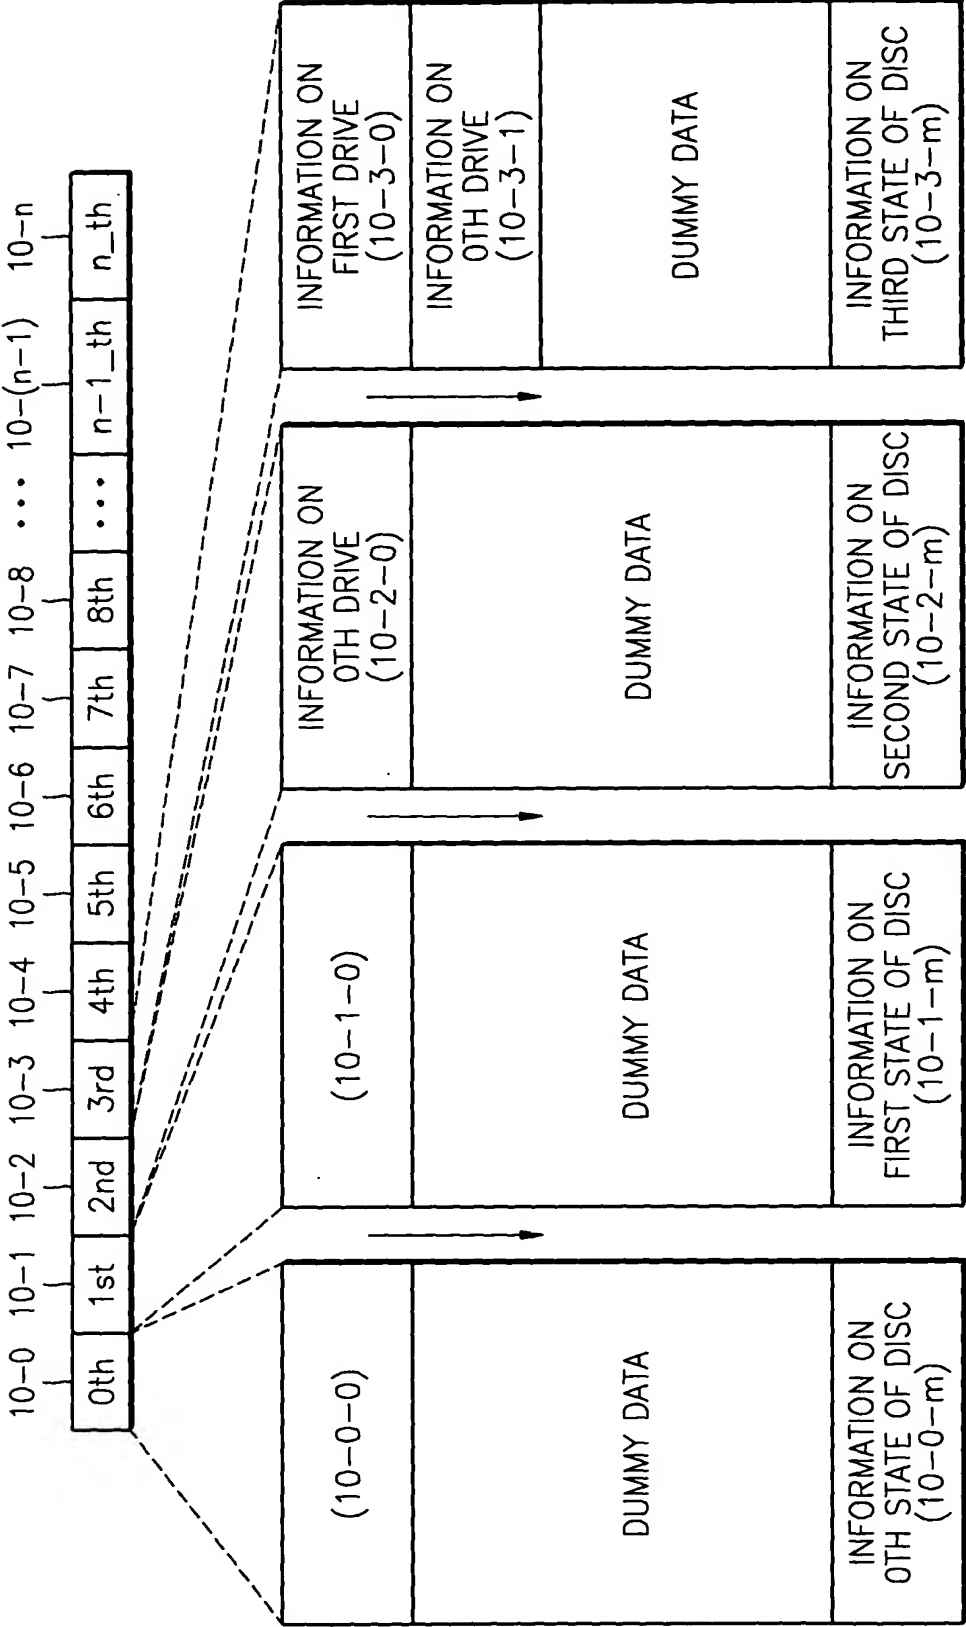 10-0 10-1 10-2 10-3 10-4 10-5 10-6 10-7 10-8 ••• 10-(n-1) 10-n
0th 1st 2nd 3rd 4th 5th 6th 7th 8th ••• n-1_th n_th
(10-0-0)
DUMMY DATA
INFORMATION ON
0TH STATE OF DISC
(10-0-m)
(10-1-0)
DUMMY DATA
INFORMATION ON
FIRST STATE OF DISC
(10-1-m)
INFORMATION ON
0TH DRIVE
(10-2-0)
DUMMY DATA
INFORMATION ON
SECOND STATE OF DISC
(10-2-m)
INFORMATION ON
FIRST DRIVE
(10-3-0)
INFORMATION ON
0TH DRIVE
(10-3-1)
DUMMY DATA
INFORMATION ON
THIRD STATE OF DISC
(10-3-m)